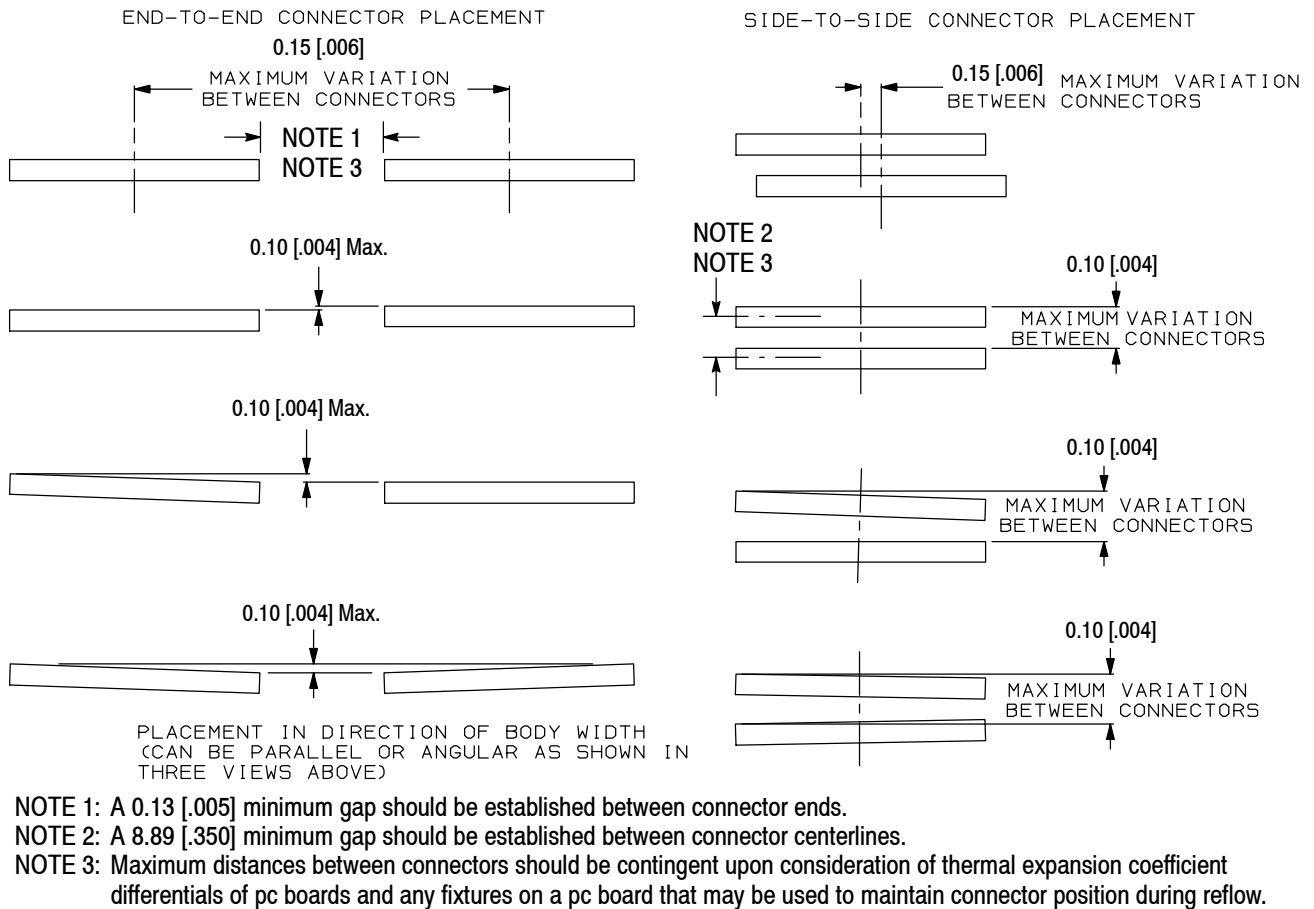 END-TO-END CONNECTOR PLACEMENT
0.15 [.006]
MAXIMUM VARIATION
BETWEEN CONNECTORS
NOTE 1
NOTE 3
0.10 [.004] Max.
0.10 [.004] Max.
0.10 [.004] Max.
PLACEMENT IN DIRECTION OF BODY WIDTH
(CAN BE PARALLEL OR ANGULAR AS SHOWN IN
THREE VIEWS ABOVE)
SIDE-TO-SIDE CONNECTOR PLACEMENT
0.15 [.006] MAXIMUM VARIATION
BETWEEN CONNECTORS
NOTE 2
NOTE 3
0.10 [.004]
MAXIMUM VARIATION
BETWEEN CONNECTORS
0.10 [.004]
MAXIMUM VARIATION
BETWEEN CONNECTORS
0.10 [.004]
MAXIMUM VARIATION
BETWEEN CONNECTORS
NOTE 1: A 0.13 [.005] minimum gap should be established between connector ends.
NOTE 2: A 8.89 [.350] minimum gap should be established between connector centerlines.
NOTE 3: Maximum distances between connectors should be contingent upon consideration of thermal expansion coefficient
differentials of pc boards and any fixtures on a pc board that may be used to maintain connector position during reflow.